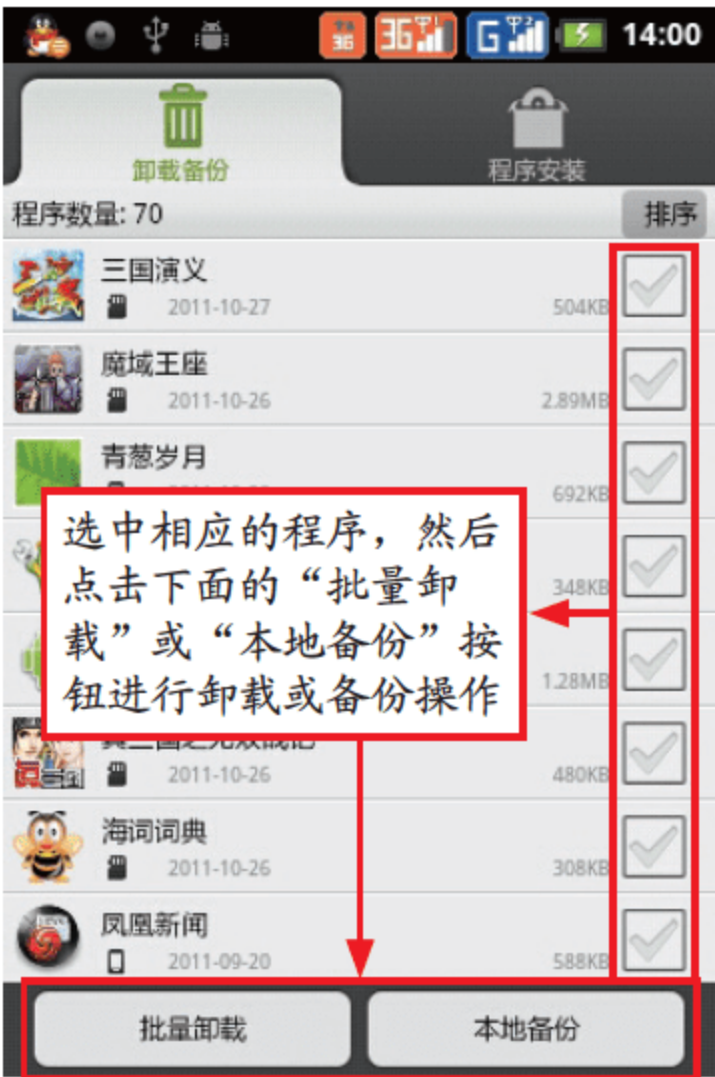 14:00
卸载备份
程序安装
程序数量: 70
排序
三国演义
2011-10-27
504KB
魔域王座
2011-10-26
2.89MB
青葱岁月
692KB
选中相应的程序，然后
点击下面的“批量卸
载”或“本地备份”按
钮进行卸载或备份操作
348KB
1.28MB
2011-10-26
480KB
海词词典
2011-10-26
308KB
凤凰新闻
2011-09-20
588KB
批量卸载
本地备份